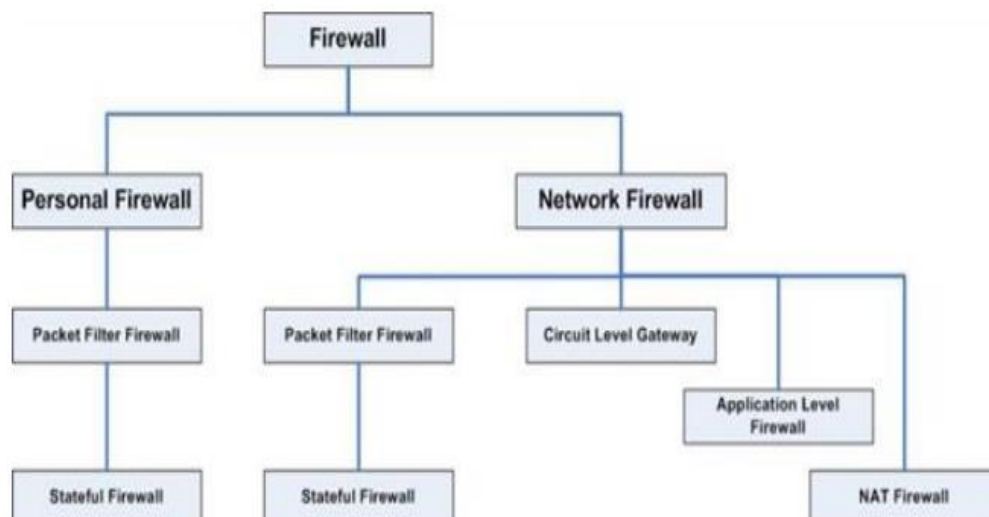 Firewall
Personal Firewall
Network Firewall
Packet Filter Firewall
Packet Filter Firewall
Circuit Level Gateway
Application Level
Firewall
Stateful Firewall
Stateful Firewall
NAT Firewall